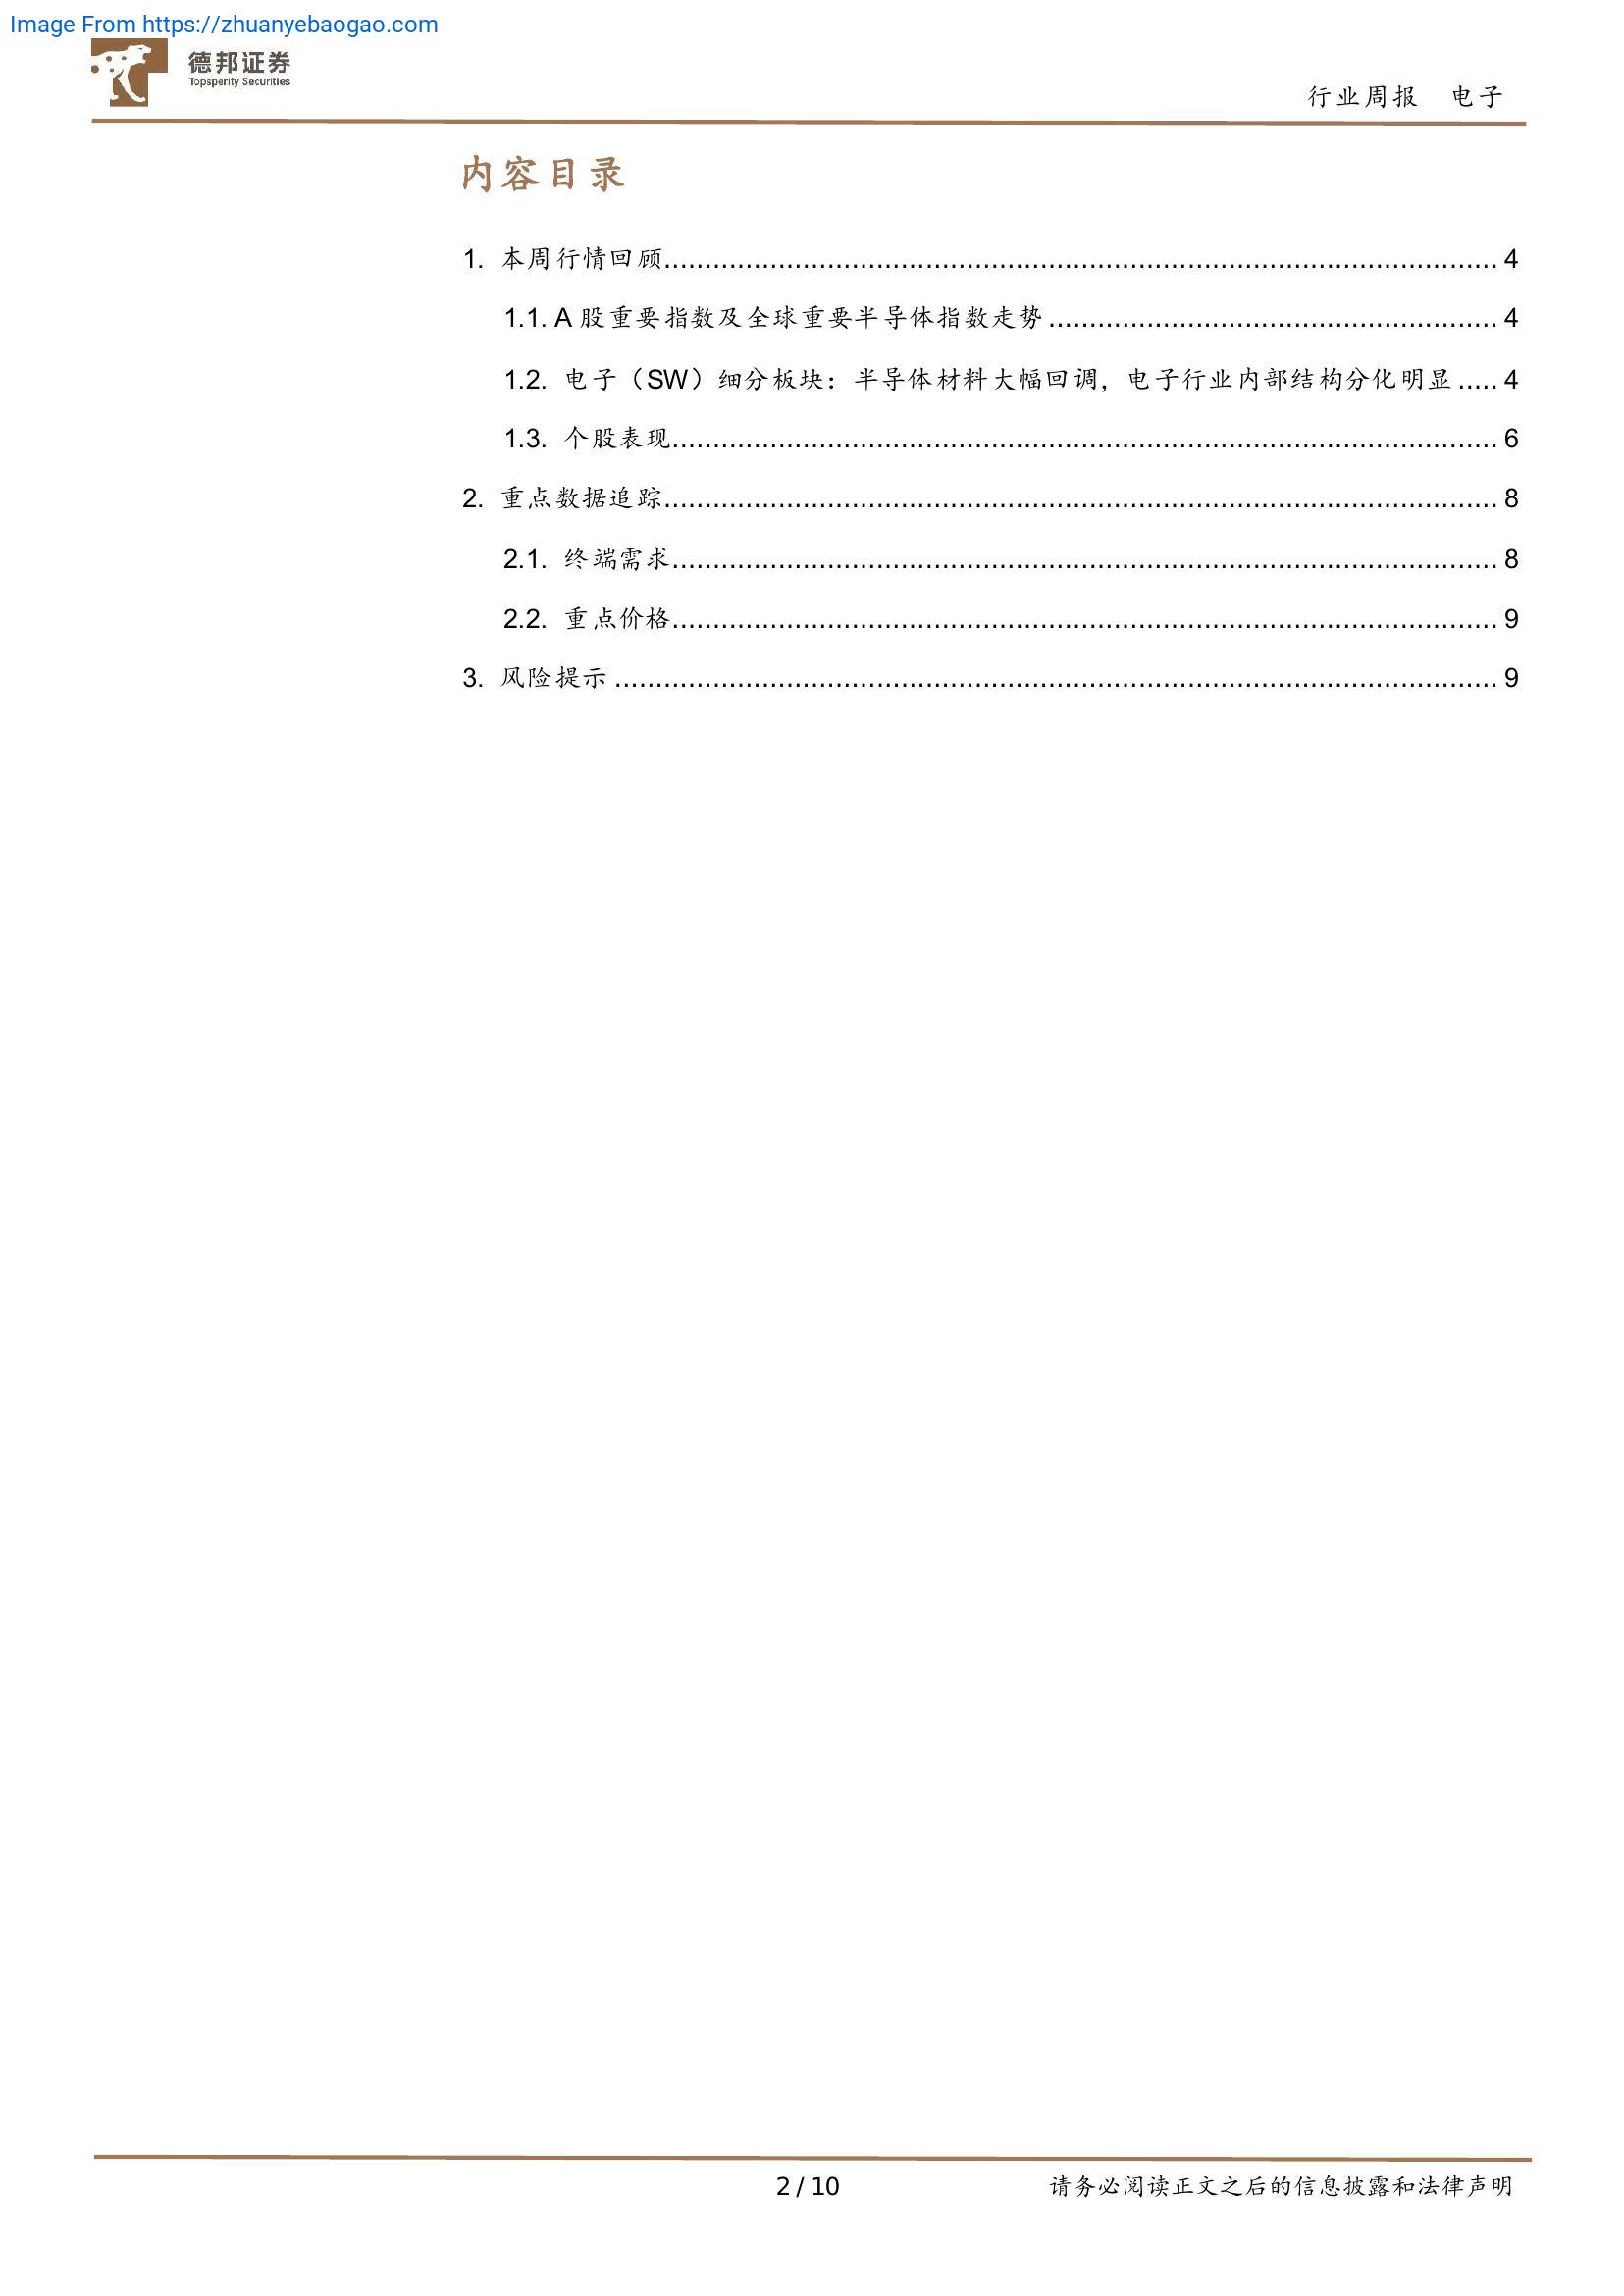 Image From https://zhuanyebaogao.com
德邦证券
Topsperity Securities
行业周报 电子
内容目录
1. 本周行情回顾.......................................................................................................4
1.1. A 股重要指数及全球重要半导体指数走势.......................................................4
1.2. 电子（SW）细分板块：半导体材料大幅回调，电子行业内部结构分化明显.....4
1.3. 个股表现......................................................................................................6
2. 重点数据追踪.......................................................................................................8
2.1. 终端需求......................................................................................................8
2.2. 重点价格......................................................................................................9
3. 风险提示.............................................................................................................9
2 / 10
请务必阅读正文之后的信息披露和法律声明